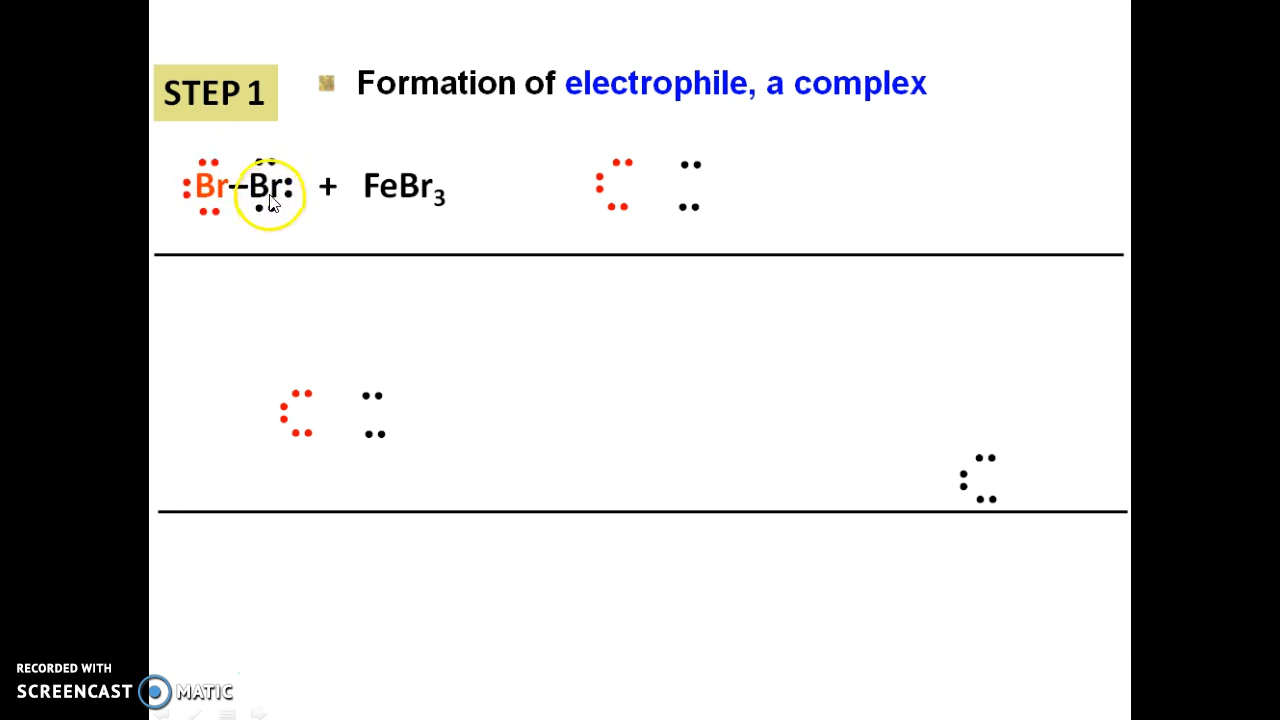 STEP 1
Formation of electrophile, a complex
Br–Br + FeBr3
RECORDED WITH
SCREENCAST MATIC